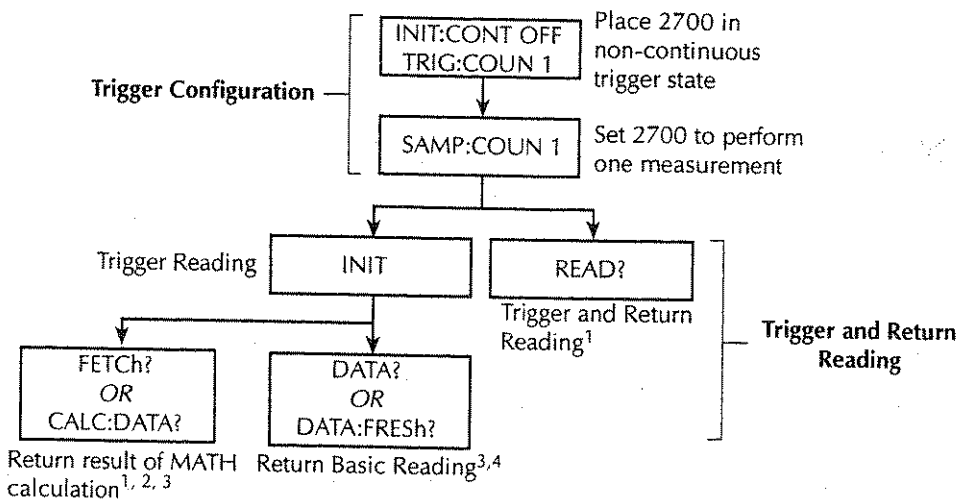 INIT:CONT OFF
TRIG:COUN 1
Place 2700 in
non-continuous
trigger state
Trigger Configuration
SAMP:COUN 1
Set 2700 to perform
one measurement
Trigger Reading
INIT
READ?
Trigger and Return
Reading1
Trigger and Return
Reading
FETCh?
OR
CALC:DATA?
DATA?
OR
DATA:FRESh?
Return result of MATH
calculation1, 2, 3
Return Basic Reading3,4